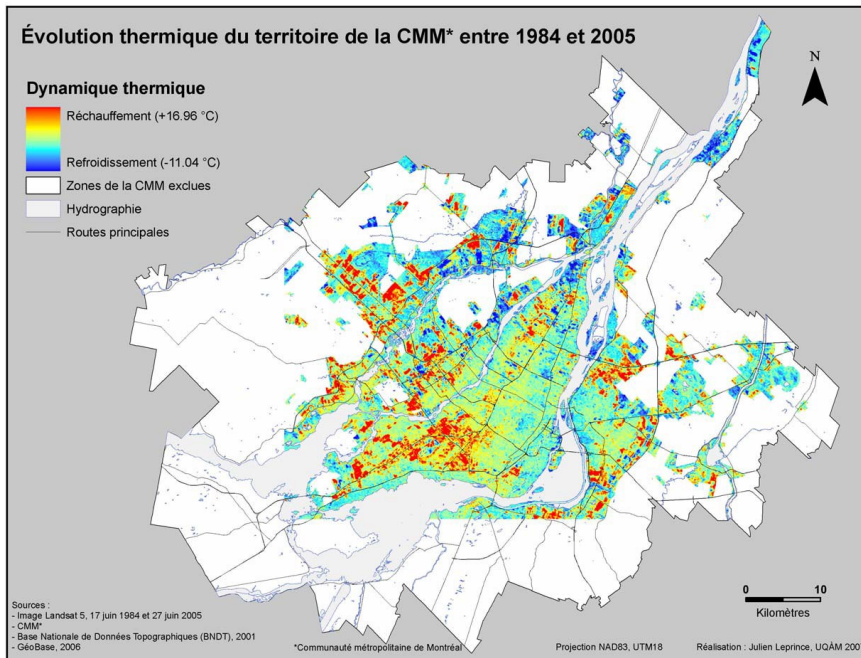 Évolution thermique du territoire de la CMM* entre 1984 et 2005
N
Dynamique thermique
Réchauffement (+16.96 °C)
Refroidissement (-11.04 °C)
Zones de la CMM exclues
Hydrographie
Routes principales
0 10
Kilomètres
Sources :
- Image Landsat 5, 17 juin 1984 et 27 juin 2005
- CMM*
- Base Nationale de Données Topographiques (BNDT), 2001
- GéoBase, 2006
*Communauté métropolitaine de Montréal
Projection NAD83, UTM18
Réalisation : Julien Leprince, UQÀM